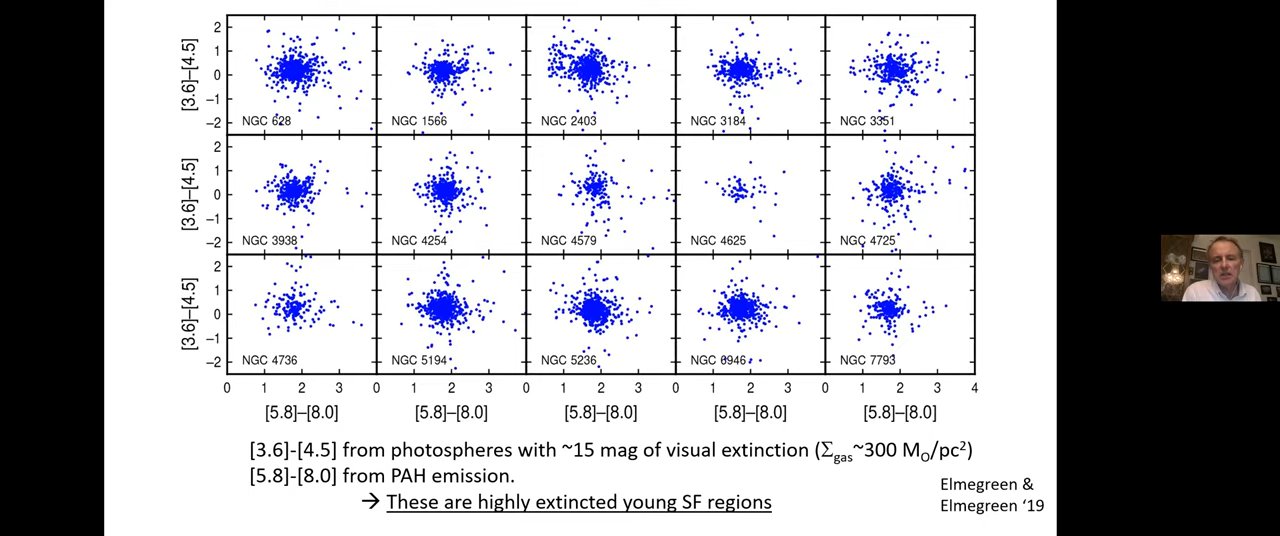 [3.6]–[4.5]
2
1
0
−1
−2
NGC 628
NGC 1566
NGC 2403
NGC 3184
NGC 3351
[3.6]–[4.5]
2
1
0
−1
−2
NGC 3938
NGC 4254
NGC 4579
NGC 4625
NGC 4725
[3.6]–[4.5]
2
1
0
−1
−2
NGC 4736
NGC 5194
NGC 5236
NGC 6946
NGC 7793
0 1 2 3 0 1 2 3 0 1 2 3 0 1 2 3 0 1 2 3 4
[5.8]–[8.0] [5.8]–[8.0] [5.8]–[8.0] [5.8]–[8.0] [5.8]–[8.0]
[3.6]-[4.5] from photospheres with ~15 mag of visual extinction (Σgas~300 MO/pc2)
[5.8]-[8.0] from PAH emission.
→ These are highly extincted young SF regions
Elmegreen &
Elmegreen ‘19